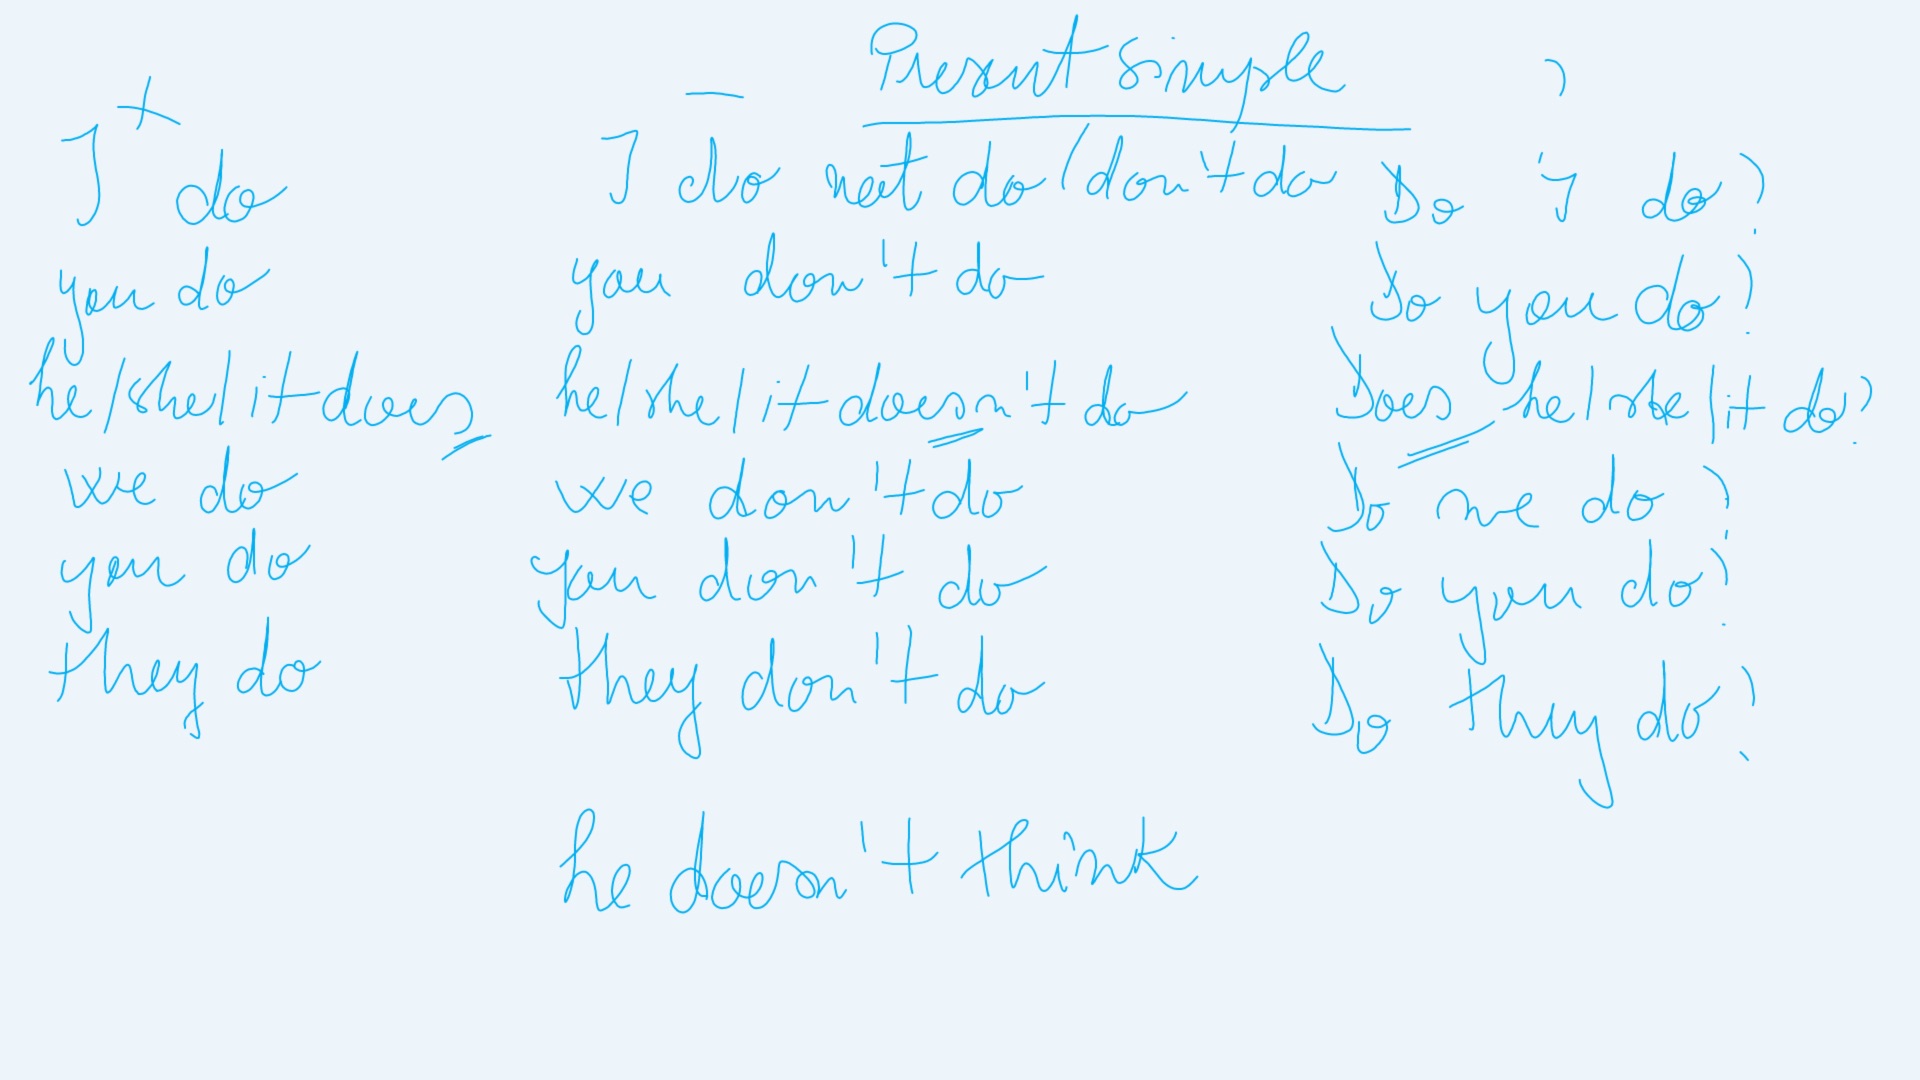 Present simple
+ - ?
I do I do not do/don't do Do I do?
you do you don't do Do you do?
he/she/it does he/she/it doesn't do Does he/she/it do?
we do we don't do Do we do?
you do you don't do Do you do?
they do they don't do Do they do?
he doesn't think